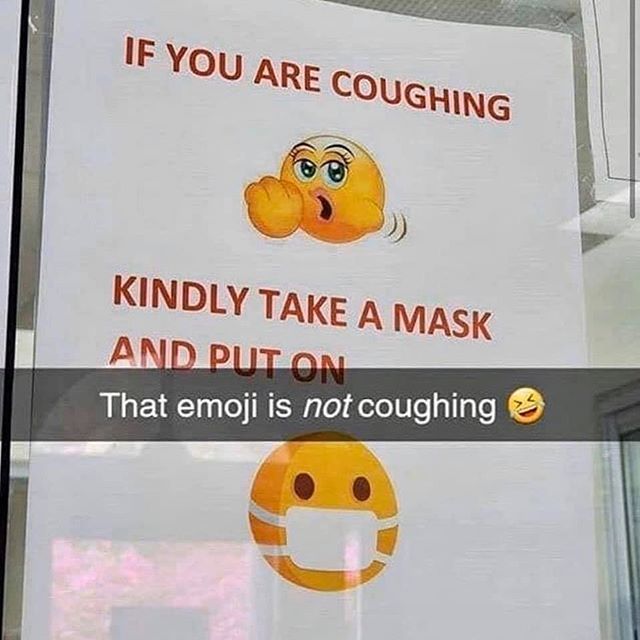 IF YOU ARE COUGHING
KINDLY TAKE A MASK
AND PUT ON
That emoji is not coughing 🤣